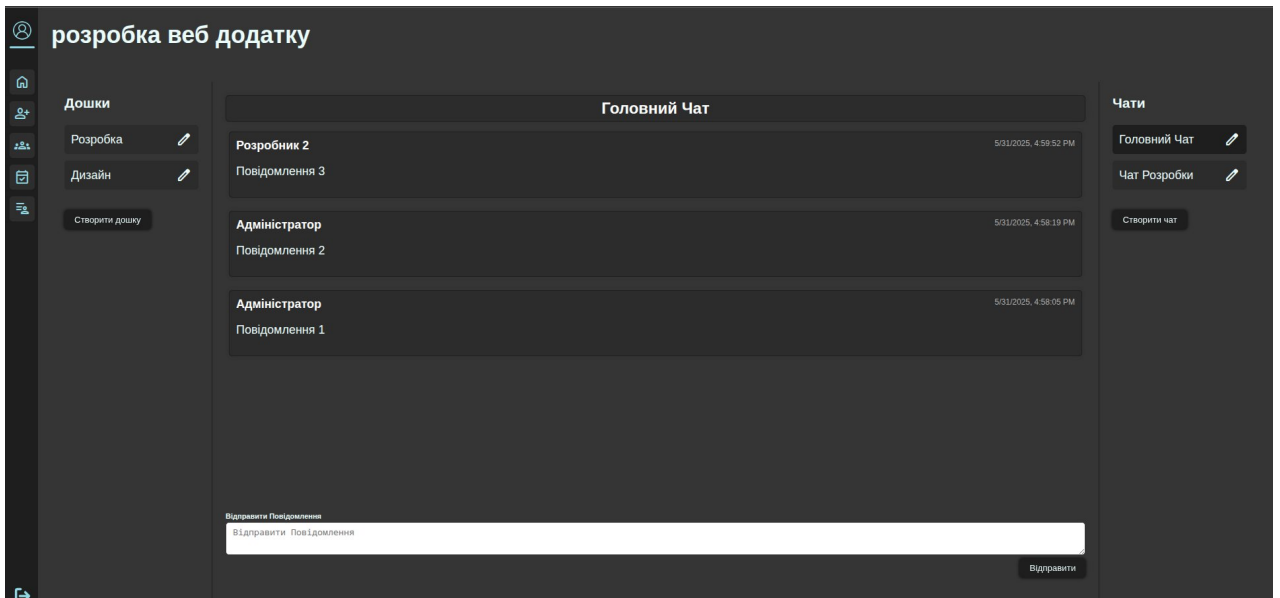 розробка веб додатку
Дошки
Розробка
Дизайн
Створити дошку
Головний Чат
Розробник 2
5/31/2025, 4:59:52 PM
Повідомлення 3
Адміністратор
5/31/2025, 4:58:19 PM
Повідомлення 2
Адміністратор
5/31/2025, 4:58:05 PM
Повідомлення 1
Відправити Повідомлення
Відправити Повідомлення
Відправити
Чати
Головний Чат
Чат Розробки
Створити чат